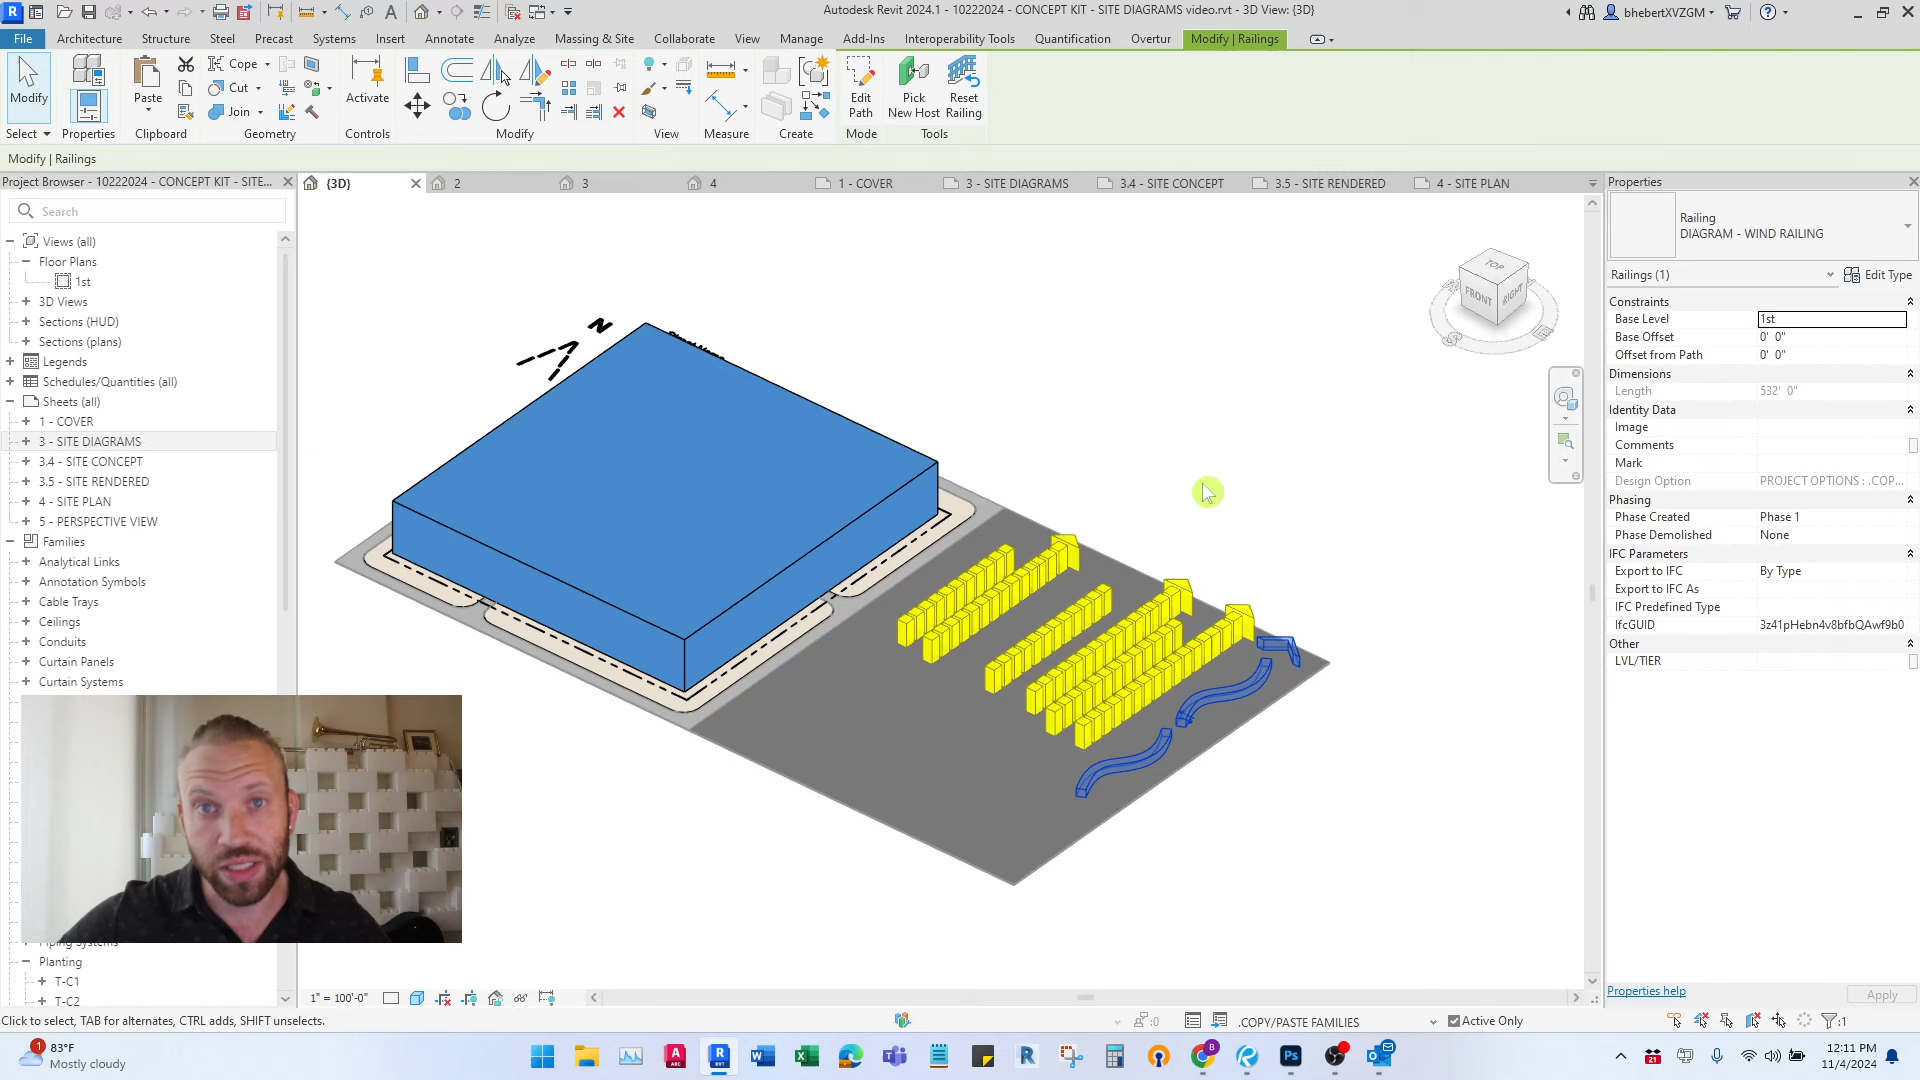 Autodesk Revit 2024.1 - 10222024 - CONCEPT KIT - SITE DIAGRAMS video.rvt - 3D View: {3D}
bhebertXVZGM
File Architecture Structure Steel Precast Systems Insert Annotate Analyze Massing & Site Collaborate View Manage Add-Ins Interoperability Tools Quantification Overtur Modify | Railings
Cope
Cut
Join
Modify
Paste
Activate
Edit
Path
Pick
New Host
Reset
Railing
Select Properties Clipboard Geometry Controls Modify View Measure Create Mode Tools
Modify | Railings
Project Browser - 10222024 - CONCEPT KIT - SITE...
{3D} 2 3 4 1 - COVER 3 - SITE DIAGRAMS 3.4 - SITE CONCEPT 3.5 - SITE RENDERED 4 - SITE PLAN
Search
Views (all)
Floor Plans
1st
3D Views
Sections (HUD)
Sections (plans)
Legends
Schedules/Quantities (all)
Sheets (all)
1 - COVER
3 - SITE DIAGRAMS
3.4 - SITE CONCEPT
3.5 - SITE RENDERED
4 - SITE PLAN
5 - PERSPECTIVE VIEW
Families
Analytical Links
Annotation Symbols
Cable Trays
Ceilings
Conduits
Curtain Panels
Curtain Systems
Piping Systems
Planting
T-C1
T-C2
N
TOP
FRONT
RIGHT
Properties
Railing
DIAGRAM - WIND RAILING
Railings (1) Edit Type
Constraints
Base Level 1st
Base Offset 0' 0"
Offset from Path 0' 0"
Dimensions
Length 532' 0"
Identity Data
Image
Comments
Mark
Design Option PROJECT OPTIONS : .COP...
Phasing
Phase Created Phase 1
Phase Demolished None
IFC Parameters
Export to IFC By Type
Export to IFC As
IFC Predefined Type
IfcGUID 3z41pHebn4v8bfbQAwf9b0
Other
LVL/TIER
Properties help Apply
1" = 100'-0"
Click to select, TAB for alternates, CTRL adds, SHIFT unselects.
:0
.COPY/PASTE FAMILIES
Active Only
:1
1
83°F
Mostly cloudy
21
12:11 PM
11/4/2024